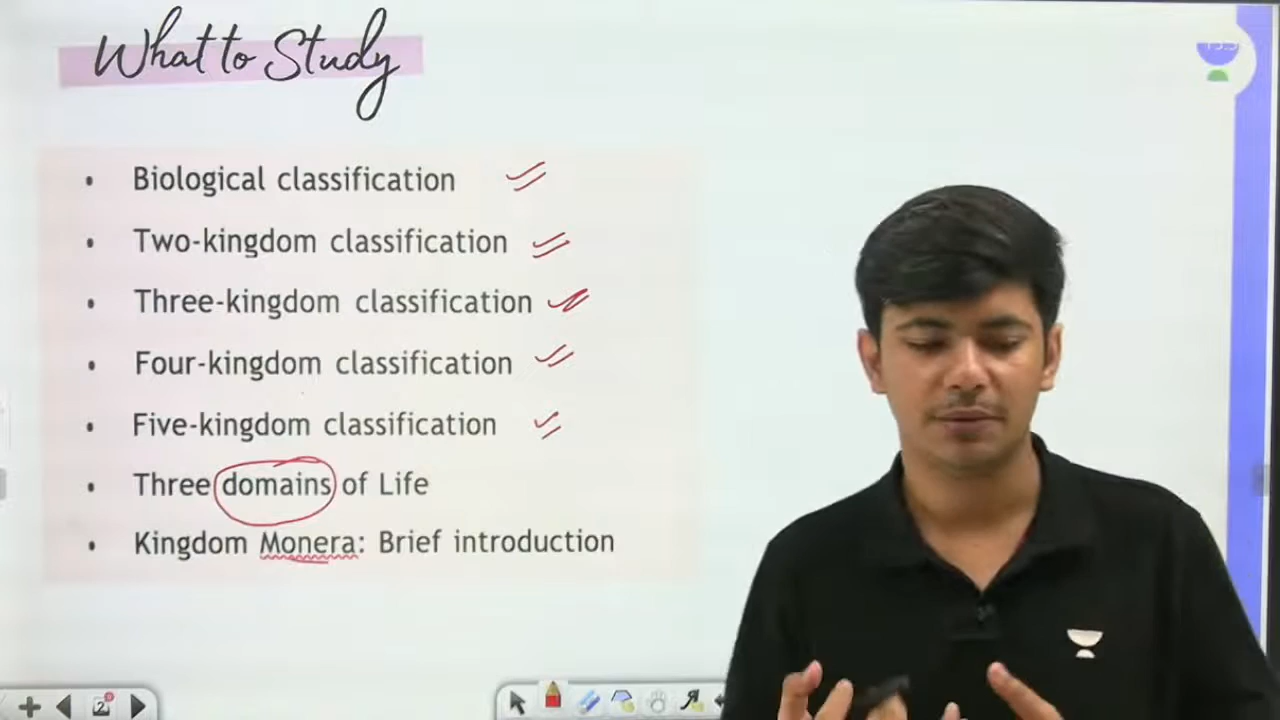 What to Study
• Biological classification
• Two-kingdom classification
• Three-kingdom classification
• Four-kingdom classification
• Five-kingdom classification
• Three domains of Life
• Kingdom Monera: Brief introduction
2